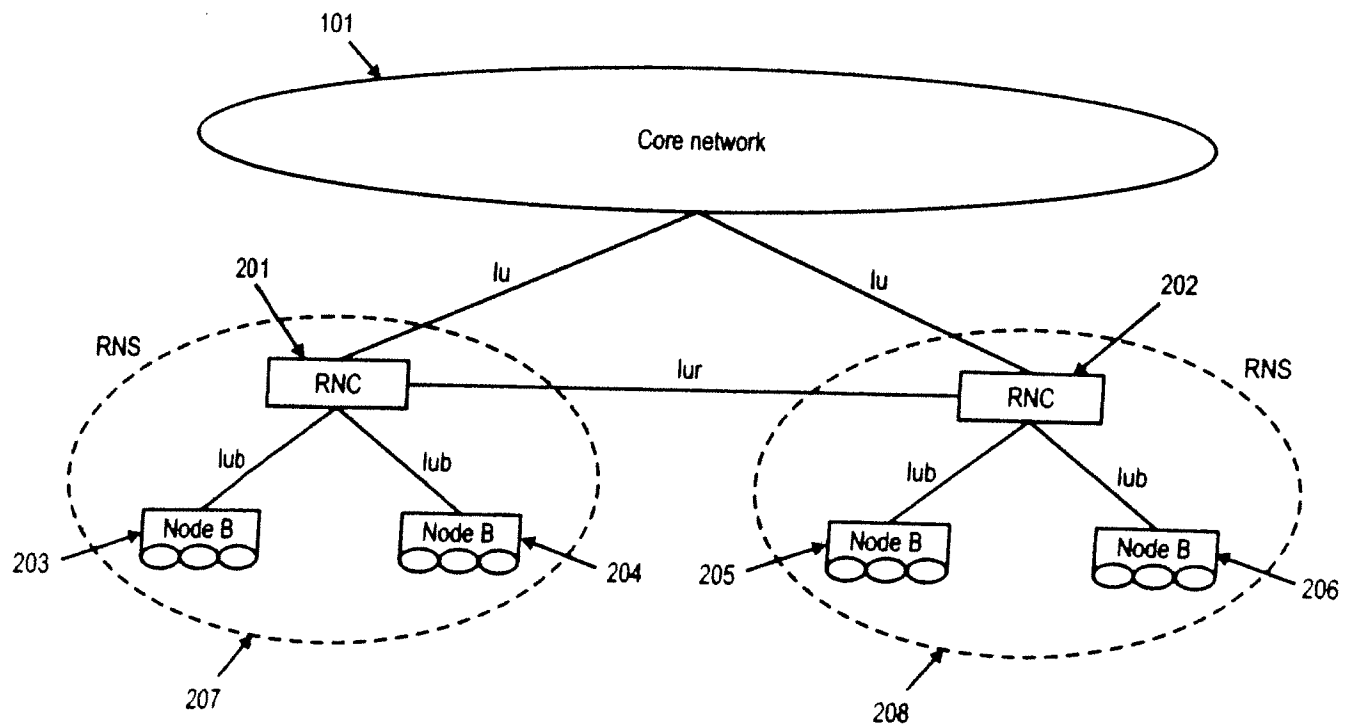 101
Core network
Iu
Iu
201
202
RNS
RNS
RNC
Iur
RNC
Iub
Iub
Iub
Iub
Node B
Node B
Node B
Node B
203
204
205
206
207
208